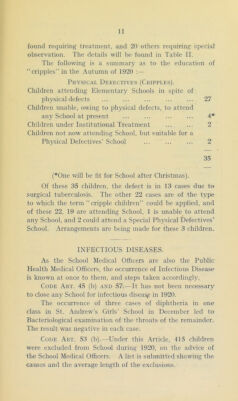 11
found requiring treatment, and 20 others requiring special
observation. The details will be found in Table II.
The following is a summary as to the education of
"cripples" in the Autumn of 1920 :—
Physical Defectives (Cripples).
Children attending Elementary Schools in spite of
physical defects ... ... ... ... ... 27
Children unable, owing to physical defects, to attend
any School at present ... ... ... ... 4*
Children under Institutional Treatment ... ... 2
Children not now attending School, but suitable for a
Physical Defectives' School ... ... ... 2
35
(*One will be fit for School after Christmas).
Of these 35 children, the defect is in 13 cases due to
surgical tuberculosis. The other 22 cases are of the type
to which the term "cripple children" could be applied, and
of these 22, 19 are attending School, 1 is unable to attend
any School, and 2 could attend a Special Physical Defectives'
School. Arrangements are being made for these 3 children.
INFECTIOUS DISEASES.
As the School Medical Officers are also the Public
Health Medical Officers, the occurrence of Infectious Disease
is known at once to them, and steps taken accordingly.
Code Art. 45 (b) and 57.—It has not been necessary
to close any School for infectious disease in 1920.
The occurrence of three cases of diphtheria in one
class in St. Andrew's Girls' School in December led to
Bacteriological examination of the throats of the remainder.
The result was negative in each case.
Code Art. 53 (b).—Under this Article, 415 children
were excluded from School during 1920, on the advice of
the School Medical Officers. A list is submitted showing the
causes and the average length of the exclusions.